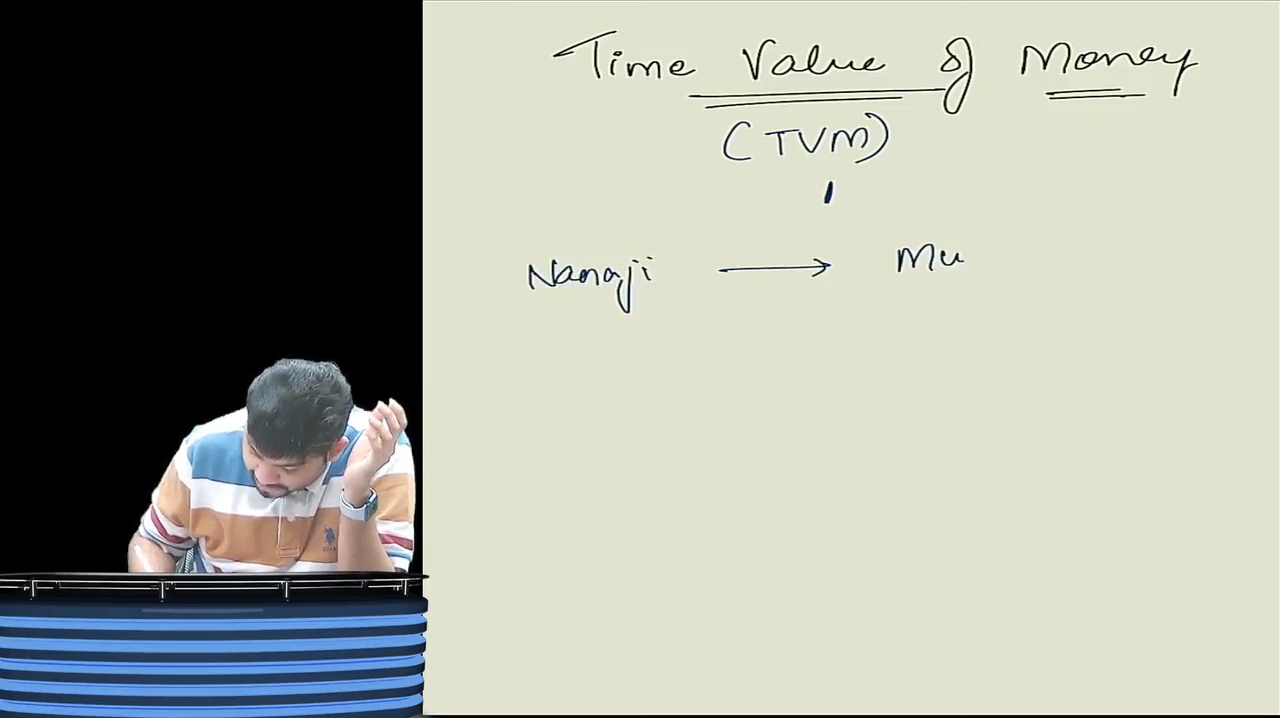 Time Value of Money
(TVM)
Nanaji → Mu